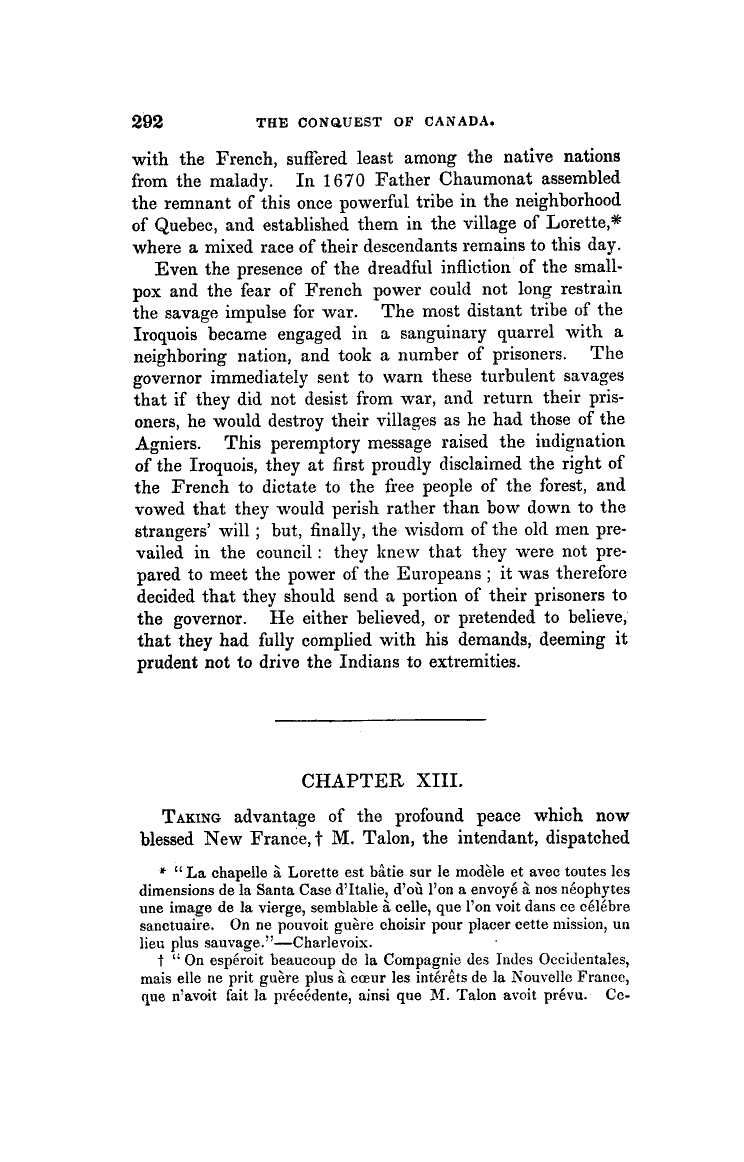 292 THE CONQUEST OF CANADA.
with the French, suffered least among the native nations
from the malady. In 1670 Father Chaumonat assembled
the remnant of this once powerful tribe in the neighborhood
of Quebec, and established them in the village of Lorette,*
where a mixed race of their descendants remains to this day.
Even the presence of the dreadful infliction of the small-
pox and the fear of French power could not long restrain
the savage impulse for war. The most distant tribe of the
Iroquois became engaged in a sanguinary quarrel with a
neighboring nation, and took a number of prisoners. The
governor immediately sent to warn these turbulent savages
that if they did not desist from war, and return their pris-
oners, he would destroy their villages as he had those of the
Agniers. This peremptory message raised the indignation
of the Iroquois, they at first proudly disclaimed the right of
the French to dictate to the free people of the forest, and
vowed that they would perish rather than bow down to the
strangers' will ; but, finally, the wisdom of the old men pre-
vailed in the council : they knew that they were not pre-
pared to meet the power of the Europeans ; it was therefore
decided that they should send a portion of their prisoners to
the governor. He either believed, or pretended to believe,
that they had fully complied with his demands, deeming it
prudent not to drive the Indians to extremities.
CHAPTER XIII.
TAKING advantage of the profound peace which now
blessed New France,† M. Talon, the intendant, dispatched
* "La chapelle à Lorette est bâtie sur le modèle et avec toutes les
dimensions de la Santa Case d'Italie, d'où l'on a envoyé à nos néophytes
une image de la vierge, semblable à celle, que l'on voit dans ce célébre
sanctuaire. On ne pouvoit guère choisir pour placer cette mission, un
lieu plus sauvage."—Charlevoix.
† "On espéroit beaucoup de la Compagnie des Indes Occidentales,
mais elle ne prit guère plus à cœur les intérêts de la Nouvelle France,
que n'avoit fait la précédente, ainsi que M. Talon avoit prévu. Ce-